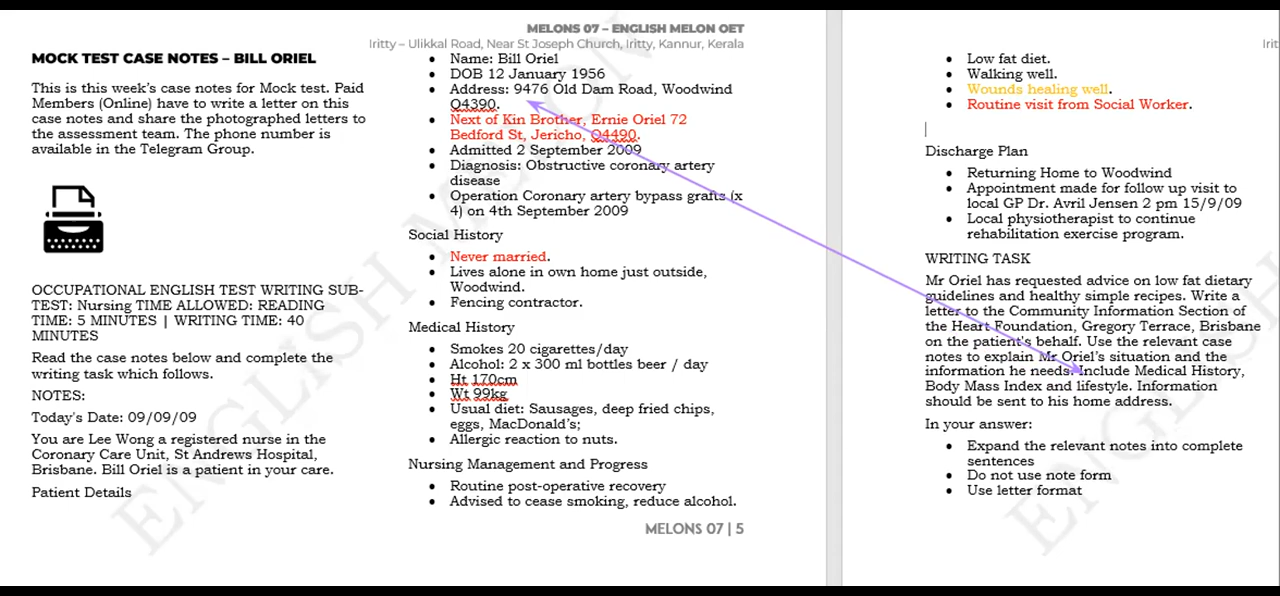 MOCK TEST CASE NOTES – BILL ORIEL
This is this week's case notes for Mock test. Paid
Members (Online) have to write a letter on this
case notes and share the photographed letters to
the assessment team. The phone number is
available in the Telegram Group.
OCCUPATIONAL ENGLISH TEST WRITING SUB-
TEST: Nursing TIME ALLOWED: READING
TIME: 5 MINUTES | WRITING TIME: 40
MINUTES
Read the case notes below and complete the
writing task which follows.
NOTES:
Today's Date: 09/09/09
You are Lee Wong a registered nurse in the
Coronary Care Unit, St Andrews Hospital,
Brisbane. Bill Oriel is a patient in your care.
Patient Details
MELONS 07 – ENGLISH MELON OET
Iritty – Ulikkal Road, Near St Joseph Church, Iritty, Kannur, Kerala
• Name: Bill Oriel
• DOB 12 January 1956
• Address: 9476 Old Dam Road, Woodwind
Q4390.
• Next of Kin Brother, Ernie Oriel 72
Bedford St, Jericho, Q4490.
• Admitted 2 September 2009
• Diagnosis: Obstructive coronary artery
disease
• Operation Coronary artery bypass grafts (x
4) on 4th September 2009
Social History
• Never married.
• Lives alone in own home just outside,
Woodwind.
• Fencing contractor.
Medical History
• Smokes 20 cigarettes/day
• Alcohol: 2 x 300 ml bottles beer / day
• Ht 170cm
• Wt 99kg
• Usual diet: Sausages, deep fried chips,
eggs, MacDonald's;
• Allergic reaction to nuts.
Nursing Management and Progress
• Routine post-operative recovery
• Advised to cease smoking, reduce alcohol.
MELONS 07 | 5
ENGLISH MELON
Irit
• Low fat diet.
• Walking well.
• Wounds healing well.
• Routine visit from Social Worker.
Discharge Plan
• Returning Home to Woodwind
• Appointment made for follow up visit to
local GP Dr. Avril Jensen 2 pm 15/9/09
• Local physiotherapist to continue
rehabilitation exercise program.
WRITING TASK
Mr Oriel has requested advice on low fat dietary
guidelines and healthy simple recipes. Write a
letter to the Community Information Section of
the Heart Foundation, Gregory Terrace, Brisbane
on the patient's behalf. Use the relevant case
notes to explain Mr Oriel's situation and the
information he needs. Include Medical History,
Body Mass Index and lifestyle. Information
should be sent to his home address.
In your answer:
• Expand the relevant notes into complete
sentences
• Do not use note form
• Use letter format